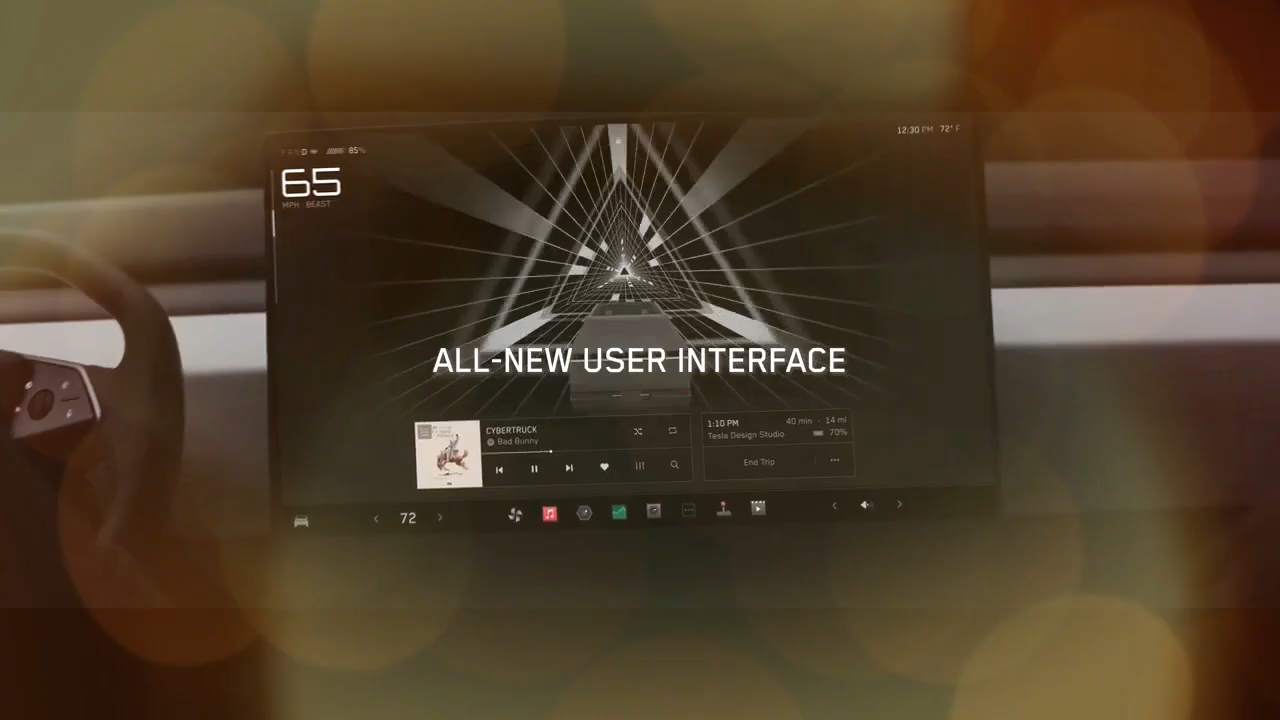 PRND 85%
65
MPH BEAST
12:30 PM 72° F
ALL-NEW USER INTERFACE
CYBERTRUCK
Bad Bunny
1:10 PM 40 min · 14 mi
Tesla Design Studio 70%
End Trip
72